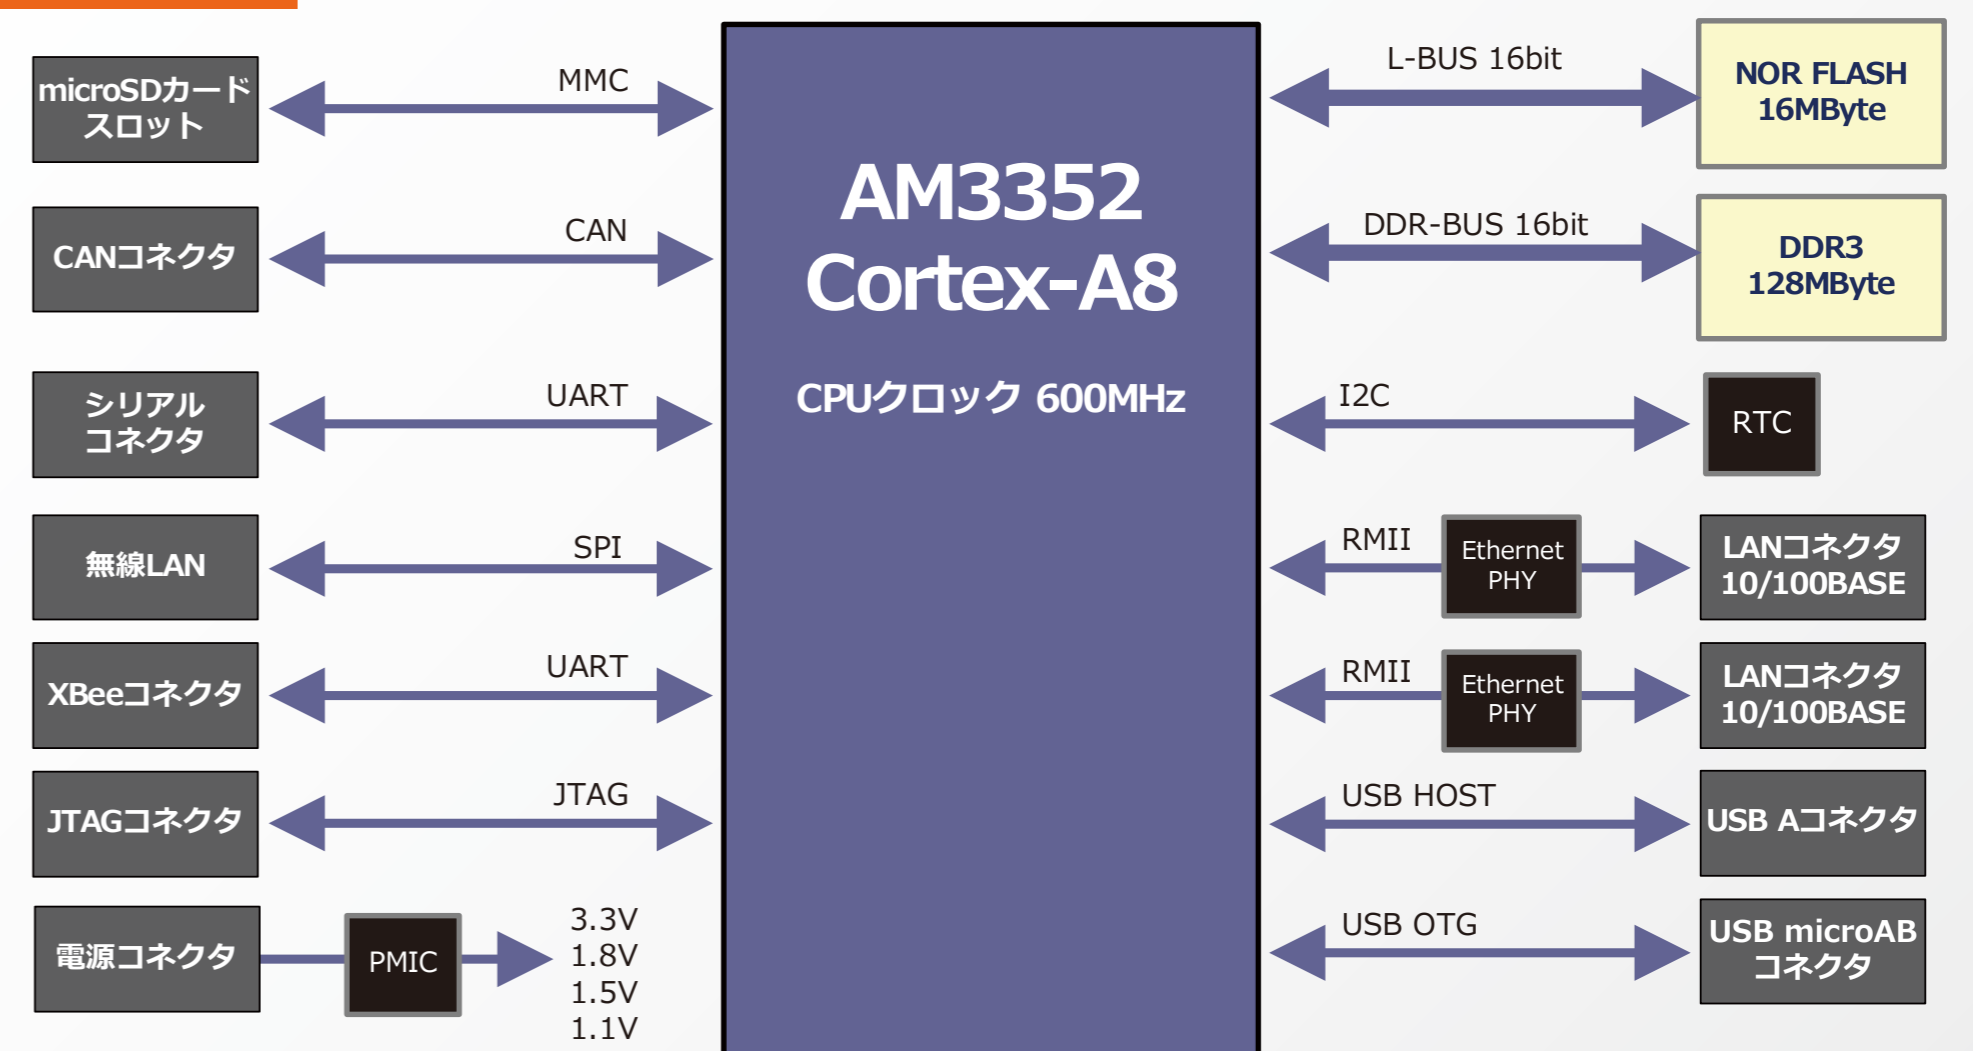 microSDカード
スロット
MMC
CANコネクタ
CAN
シリアル
コネクタ
UART
無線LAN
SPI
XBeeコネクタ
UART
JTAGコネクタ
JTAG
電源コネクタ
PMIC
3.3V
1.8V
1.5V
1.1V
AM3352
Cortex-A8
CPUクロック 600MHz
L-BUS 16bit
NOR FLASH
16MByte
DDR-BUS 16bit
DDR3
128MByte
I2C
RTC
RMII
Ethernet
PHY
LANコネクタ
10/100BASE
RMII
Ethernet
PHY
LANコネクタ
10/100BASE
USB HOST
USB Aコネクタ
USB OTG
USB microAB
コネクタ